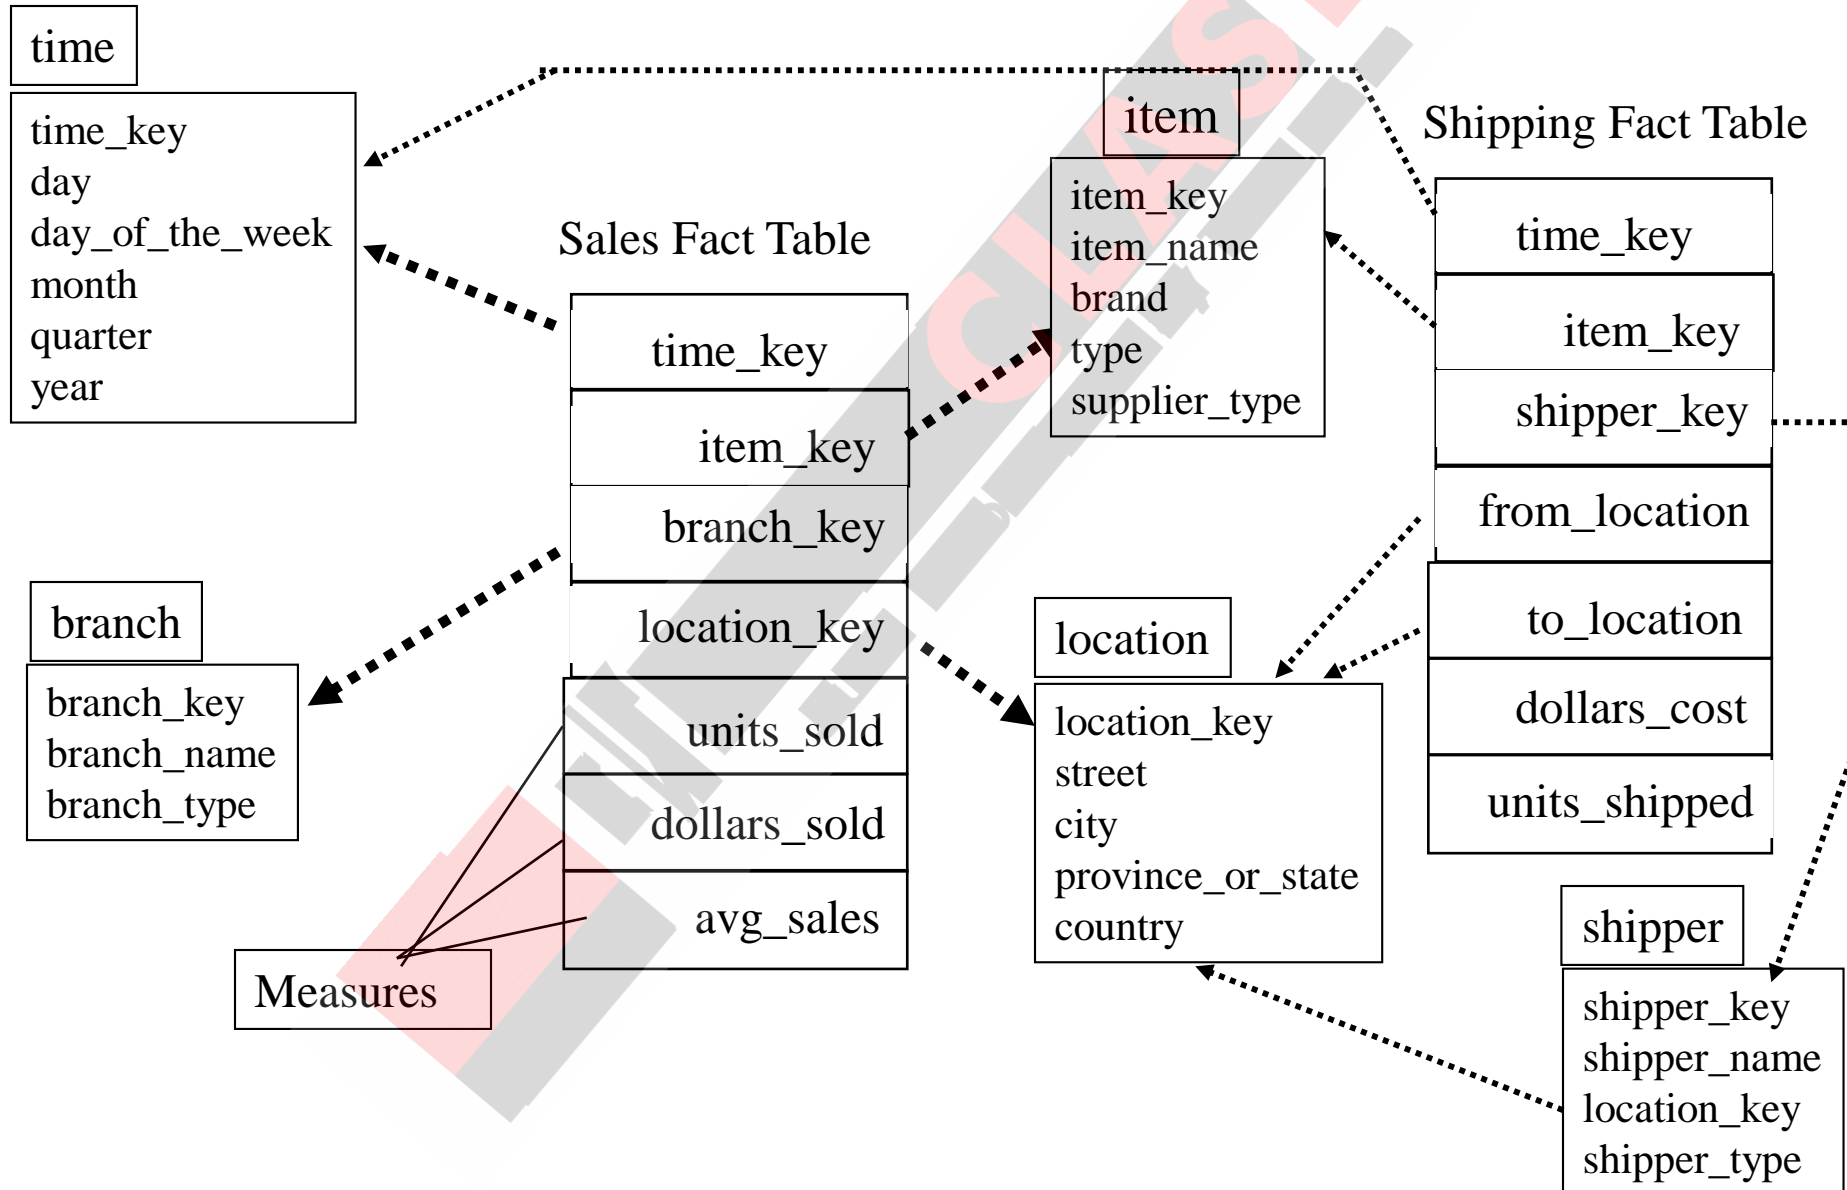 time
time_key
day
day_of_the_week
month
quarter
year
branch
branch_key
branch_name
branch_type
Sales Fact Table
time_key
item_key
branch_key
location_key
units_sold
dollars_sold
avg_sales
Measures
item
item_key
item_name
brand
type
supplier_type
location
location_key
street
city
province_or_state
country
Shipping Fact Table
time_key
item_key
shipper_key
from_location
to_location
dollars_cost
units_shipped
shipper
shipper_key
shipper_name
location_key
shipper_type